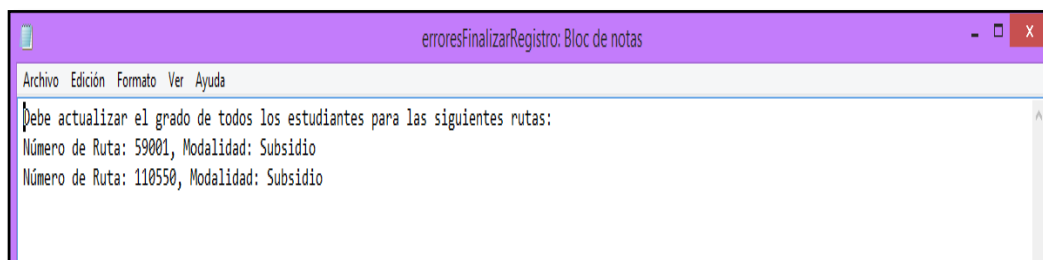 erroresFinalizarRegistro: Bloc de notas
Archivo Edición Formato Ver Ayuda
Debe actualizar el grado de todos los estudiantes para las siguientes rutas:
Número de Ruta: 59001, Modalidad: Subsidio
Número de Ruta: 110550, Modalidad: Subsidio